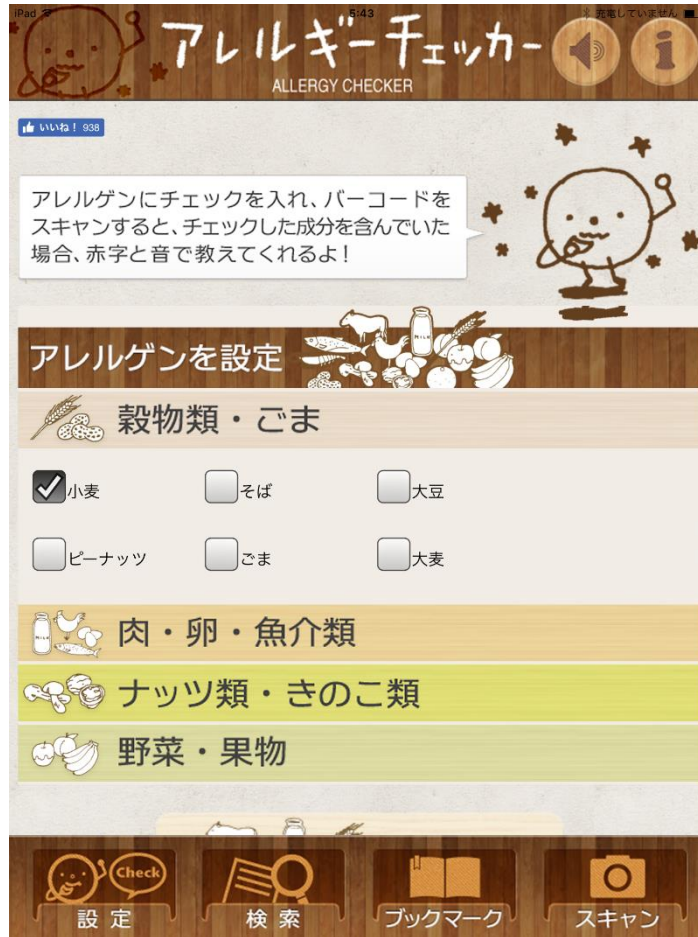 iPad 5:43 充電していません
アレルギーチェッカー
ALLERGY CHECKER
いいね！ 938
アレルゲンにチェックを入れ、バーコードを
スキャンすると、チェックした成分を含んでいた
場合、赤字と音で教えてくれるよ！
アレルゲンを設定
MILK
穀物類・ごま
小麦 そば 大豆
ピーナッツ ごま 大麦
MILK
肉・卵・魚介類
ナッツ類・きのこ類
野菜・果物
Check
設定 検索 ブックマーク スキャン